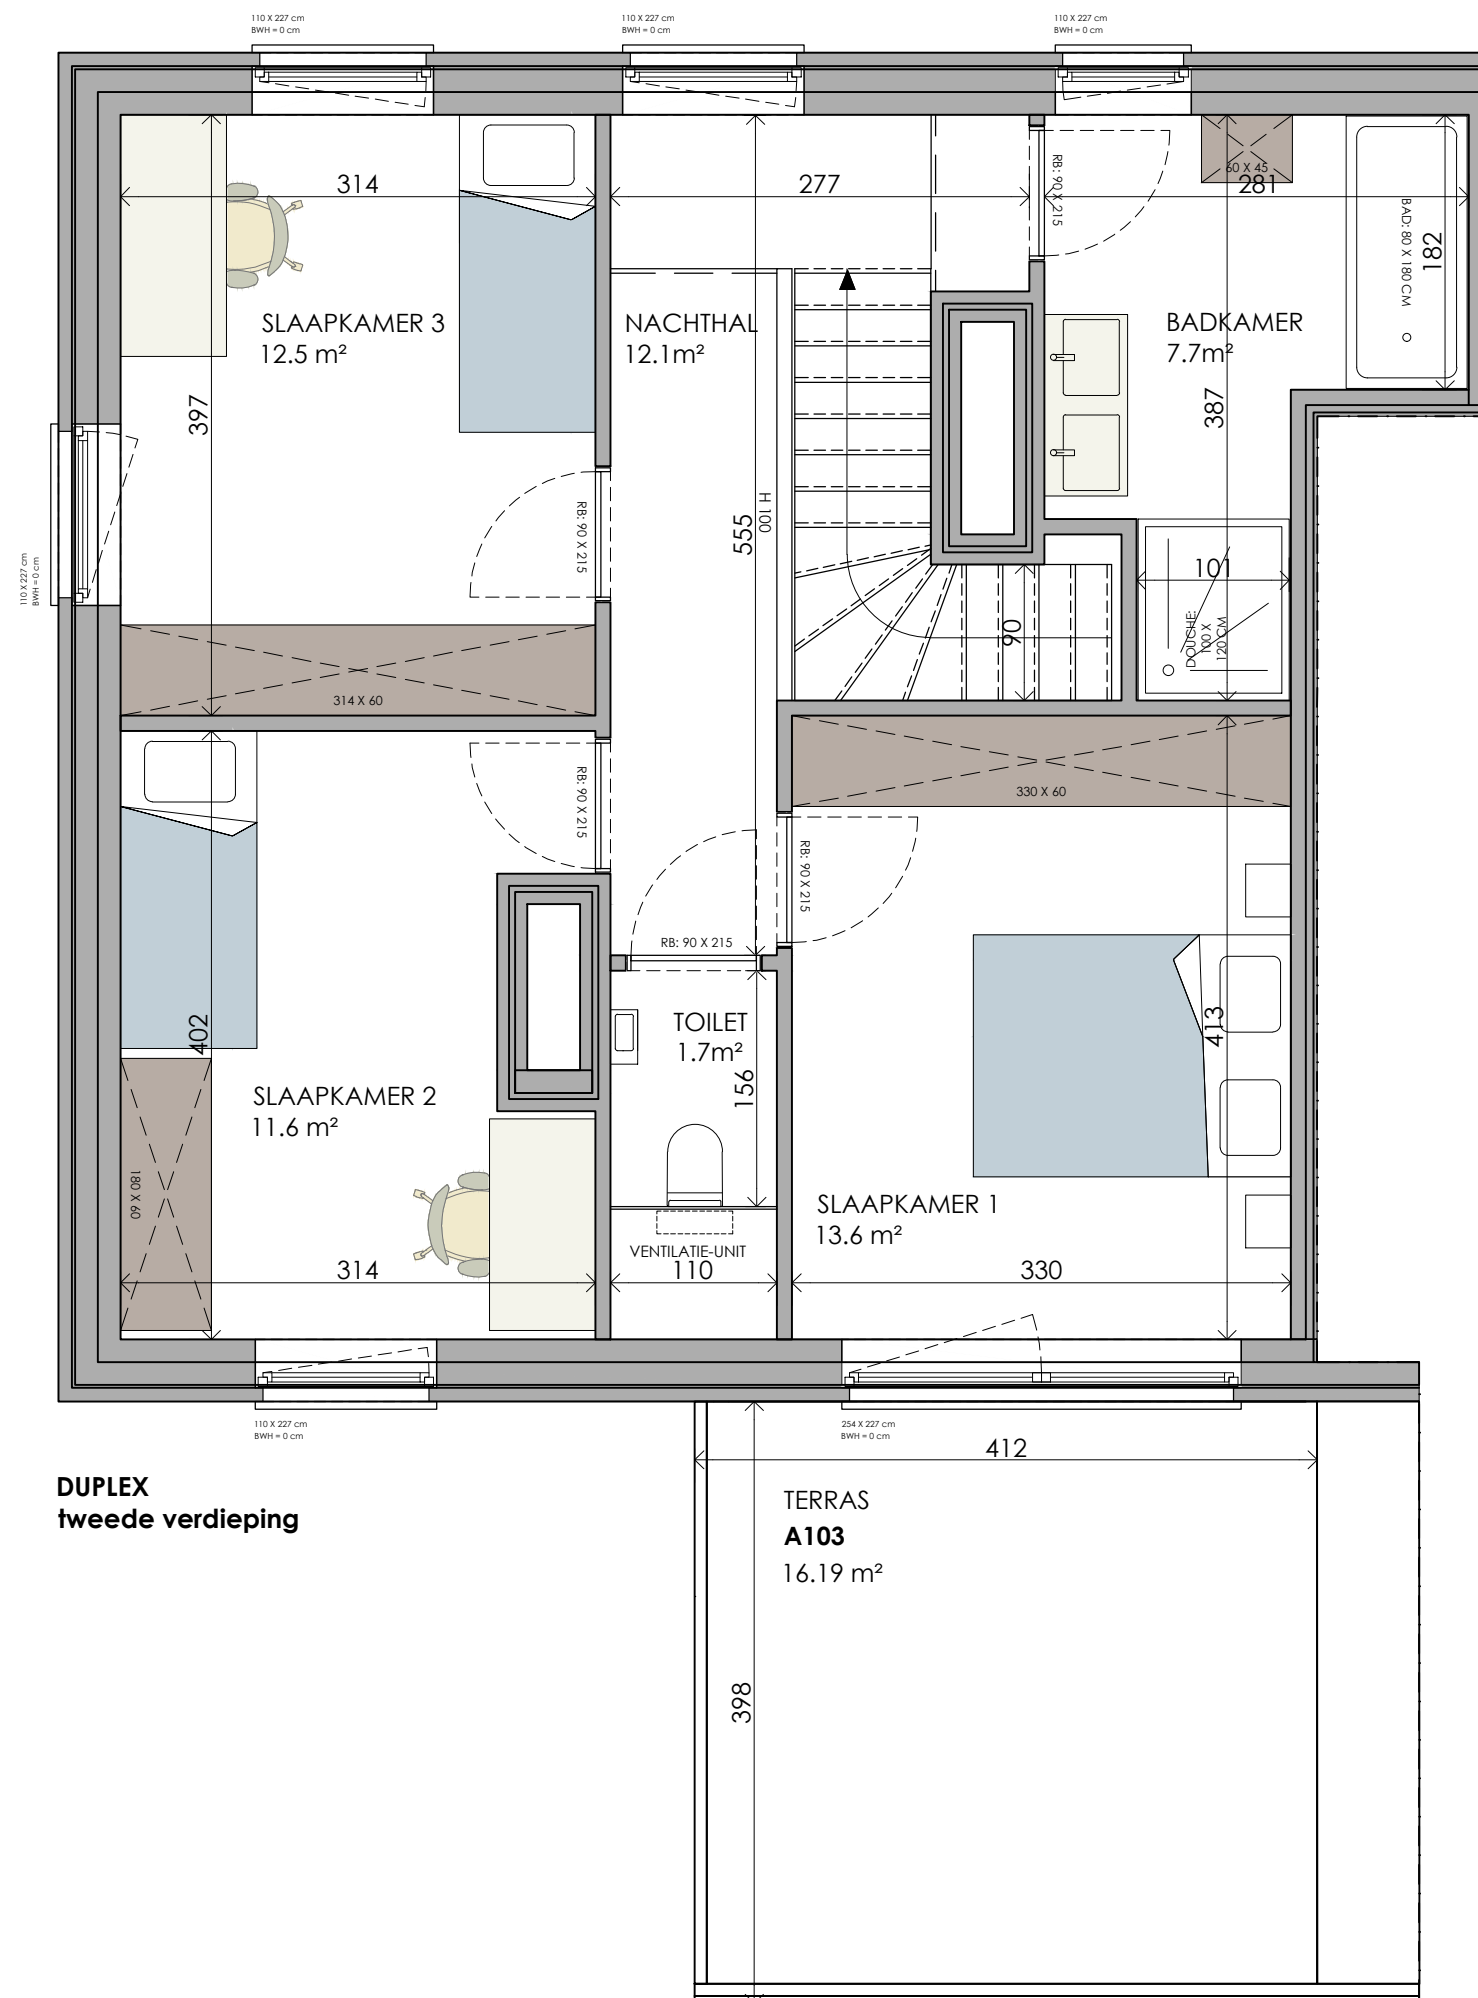 110 X 227 cm
BWH = 0 cm
110 X 227 cm
BWH = 0 cm
110 X 227 cm
BWH = 0 cm
314
277
RB: 90 X 215
60 X 45
281
BAD: 80 X 180 CM
182
SLAAPKAMER 3
12.5 m²
NACHTHAL
12.1m²
BADKAMER
7.7m²
397
387
555
H 100
RB: 90 X 215
110 X 227 cm
BWH = 0 cm
101
90
DOUCHE:
100 X
120 CM
314 X 60
RB: 90 X 215
330 X 60
RB: 90 X 215
RB: 90 X 215
402
413
TOILET
1.7m²
156
SLAAPKAMER 2
11.6 m²
180 X 60
SLAAPKAMER 1
13.6 m²
VENTILATIE-UNIT
314
110
330
110 X 227 cm
BWH = 0 cm
254 X 227 cm
BWH = 0 cm
412
DUPLEX
tweede verdieping
TERRAS
A103
16.19 m²
398